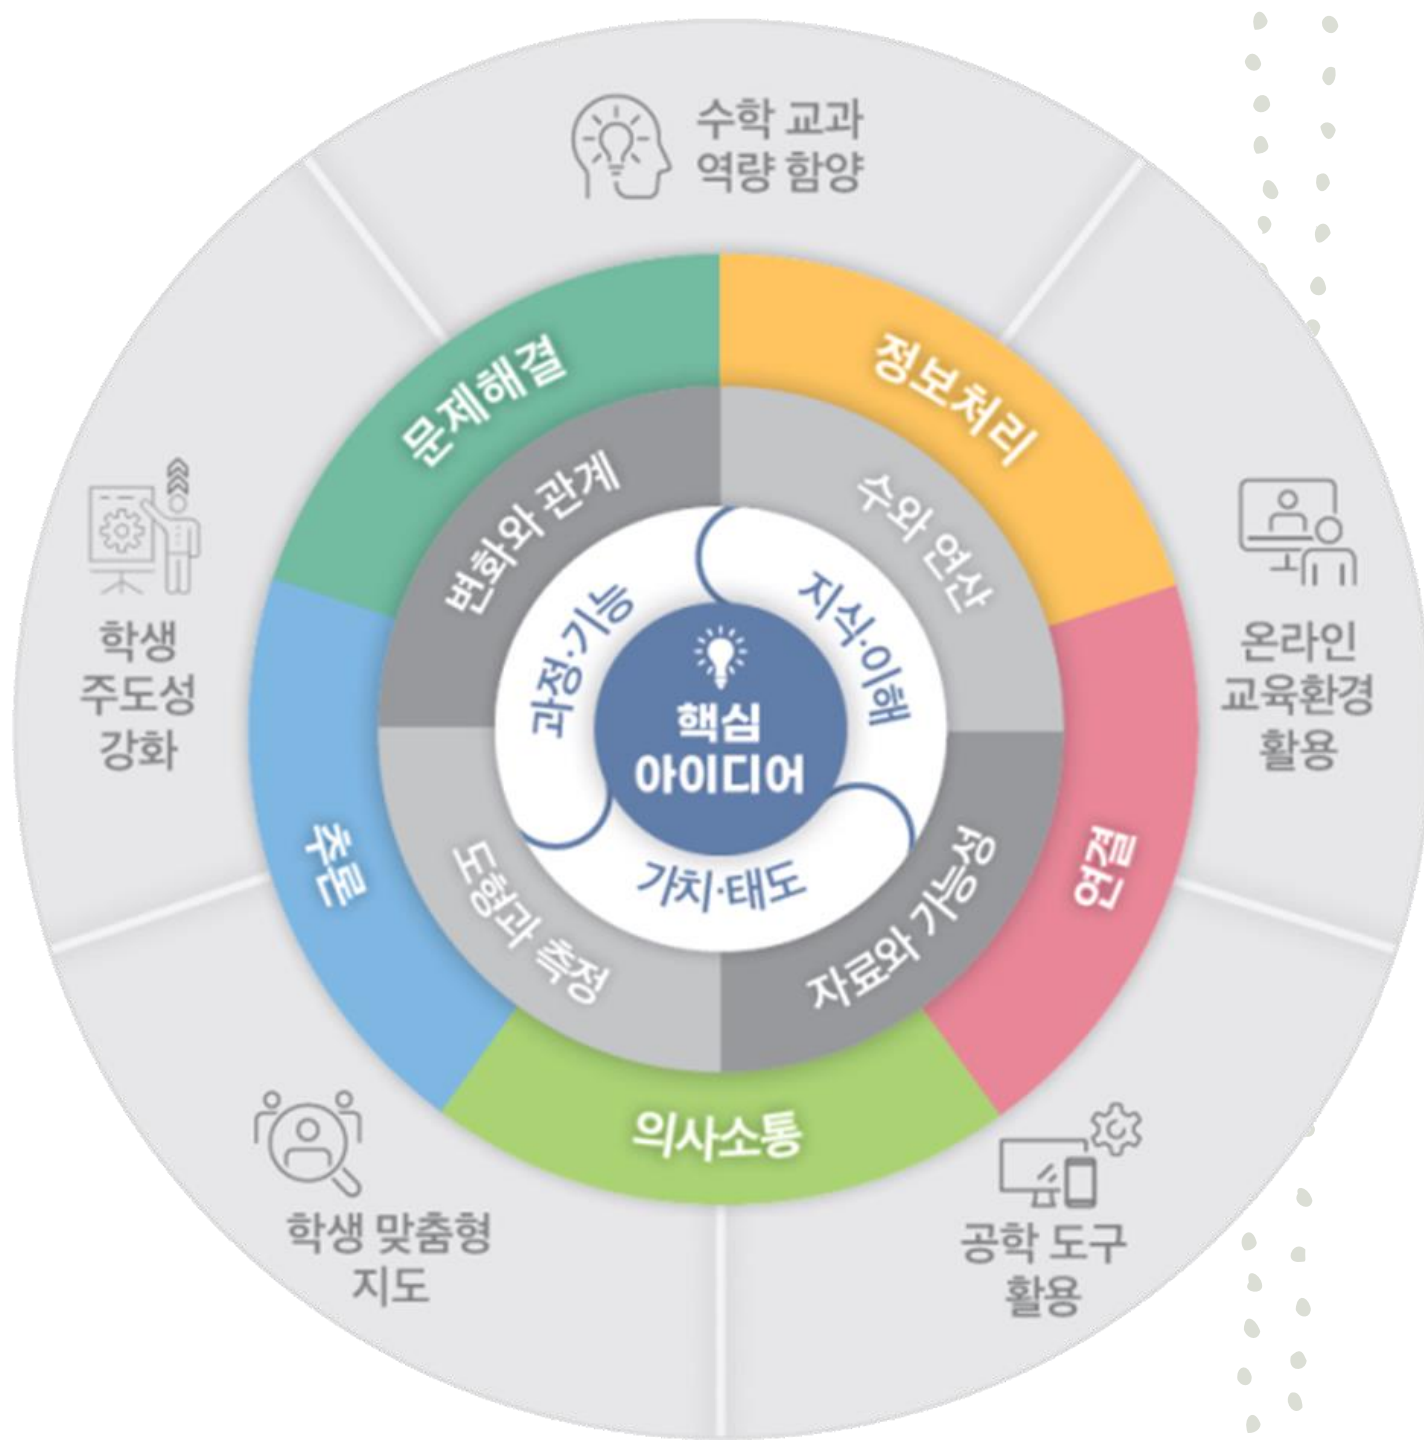 수학 교과
역량 함양
문제해결
정보처리
변화와 관계
수와 연산
과정·기능
지식·이해
핵심
아이디어
가치·태도
학생
주도성
강화
온라인
교육환경
활용
추론
연결
도형과 측정
자료와 가능성
의사소통
학생 맞춤형
지도
공학 도구
활용